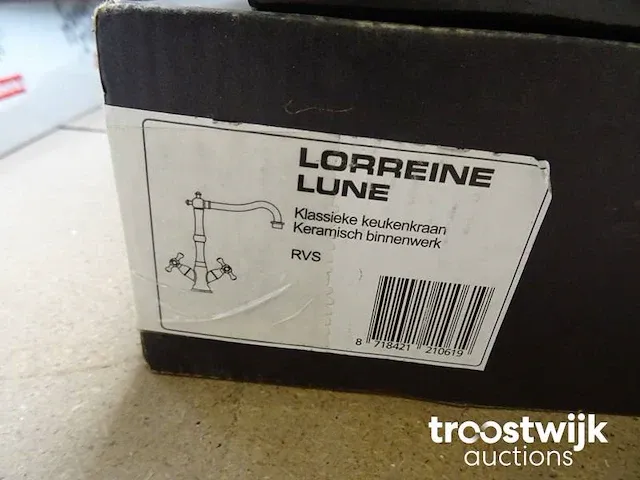 LORREINE
LUNE
Klassieke keukenkraan
Keramisch binnenwerk
RVS
8 718421 210619
troostwijk
auctions